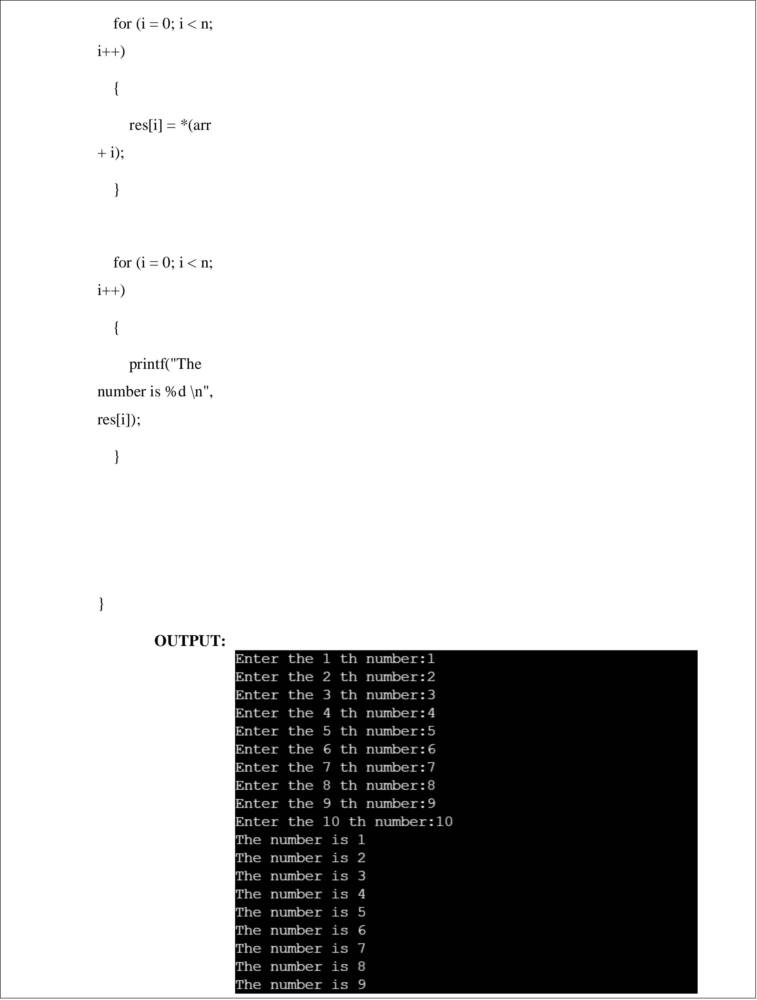 for (i = 0; i < n;
i++)
{
res[i] = *(arr
+ i);
}
for (i = 0; i < n;
i++)
{
printf("The
number is %d \n",
res[i]);
}
}
OUTPUT:
Enter the 1 th number:1
Enter the 2 th number:2
Enter the 3 th number:3
Enter the 4 th number:4
Enter the 5 th number:5
Enter the 6 th number:6
Enter the 7 th number:7
Enter the 8 th number:8
Enter the 9 th number:9
Enter the 10 th number:10
The number is 1
The number is 2
The number is 3
The number is 4
The number is 5
The number is 6
The number is 7
The number is 8
The number is 9